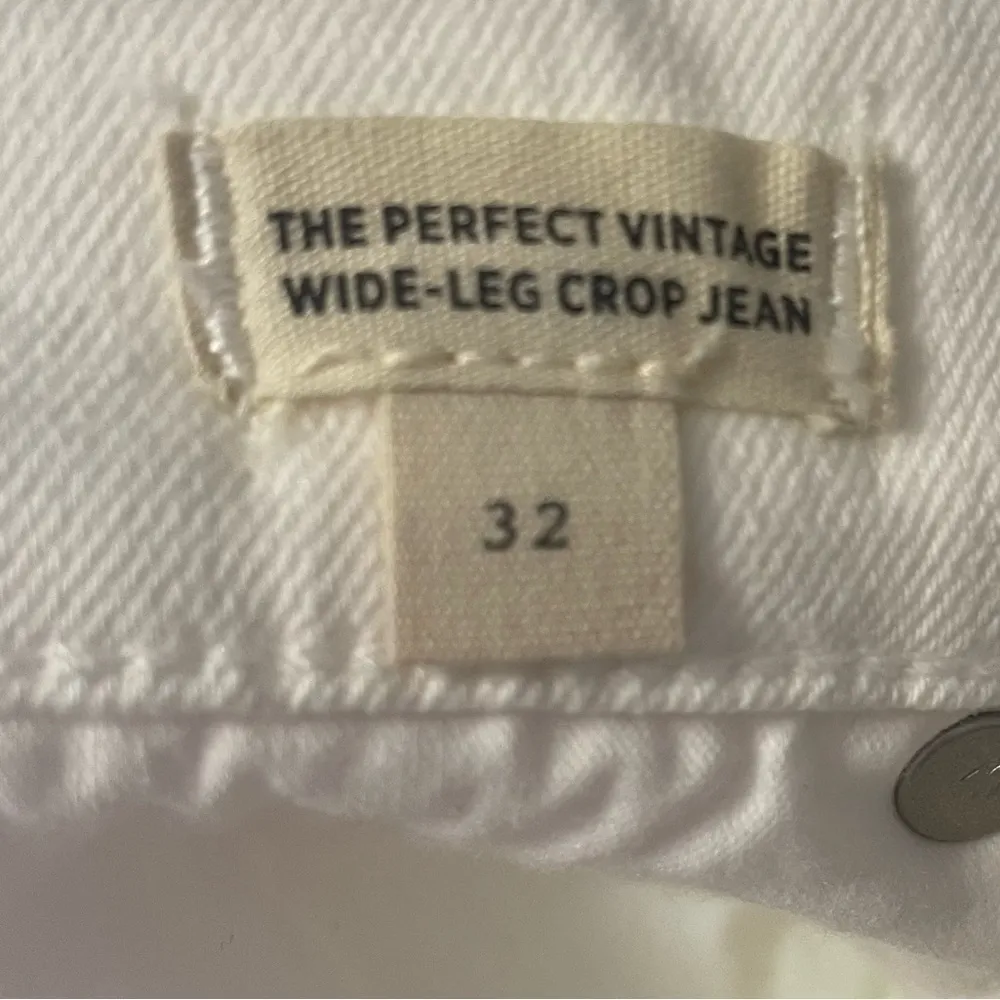 THE PERFECT VINTAGE
WIDE-LEG CROP JEAN
32